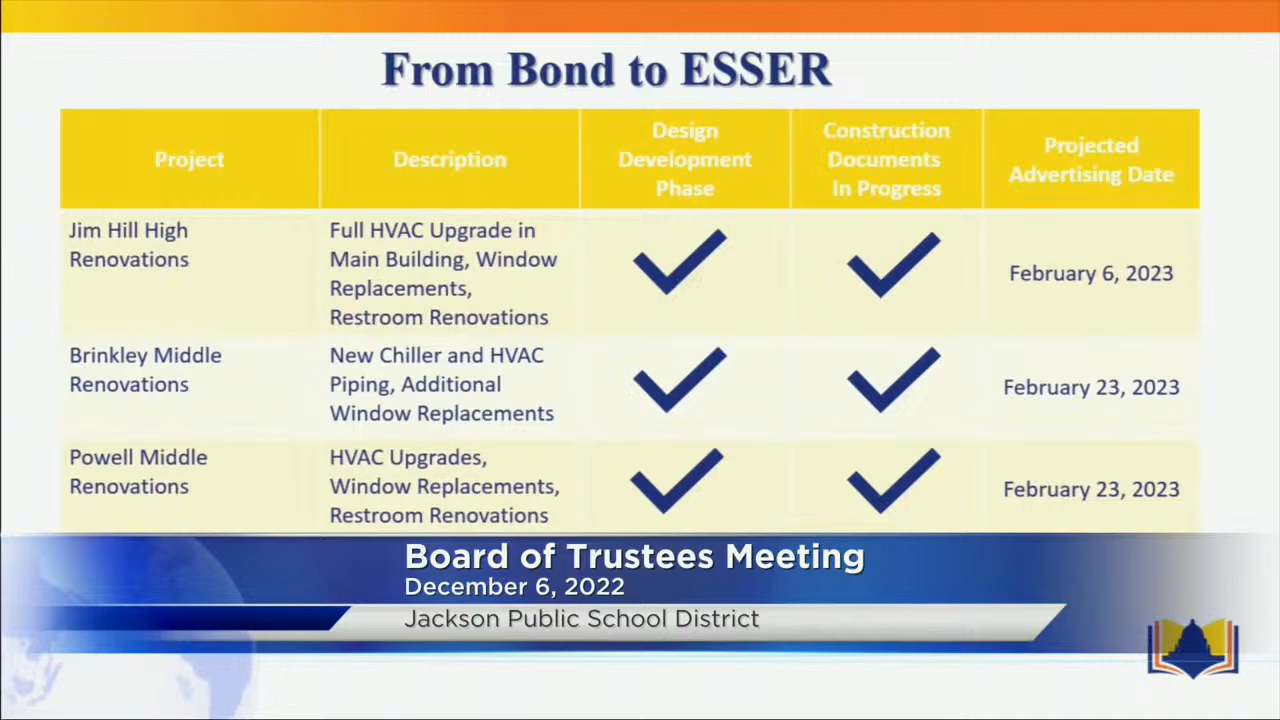 From Bond to ESSER
Project
Description
Design
Development
Phase
Construction
Documents
In Progress
Projected
Advertising Date
Jim Hill High
Renovations
Full HVAC Upgrade in
Main Building, Window
Replacements,
Restroom Renovations
February 6, 2023
Brinkley Middle
Renovations
New Chiller and HVAC
Piping, Additional
Window Replacements
February 23, 2023
Powell Middle
Renovations
HVAC Upgrades,
Window Replacements,
Restroom Renovations
February 23, 2023
Board of Trustees Meeting
December 6, 2022
Jackson Public School District